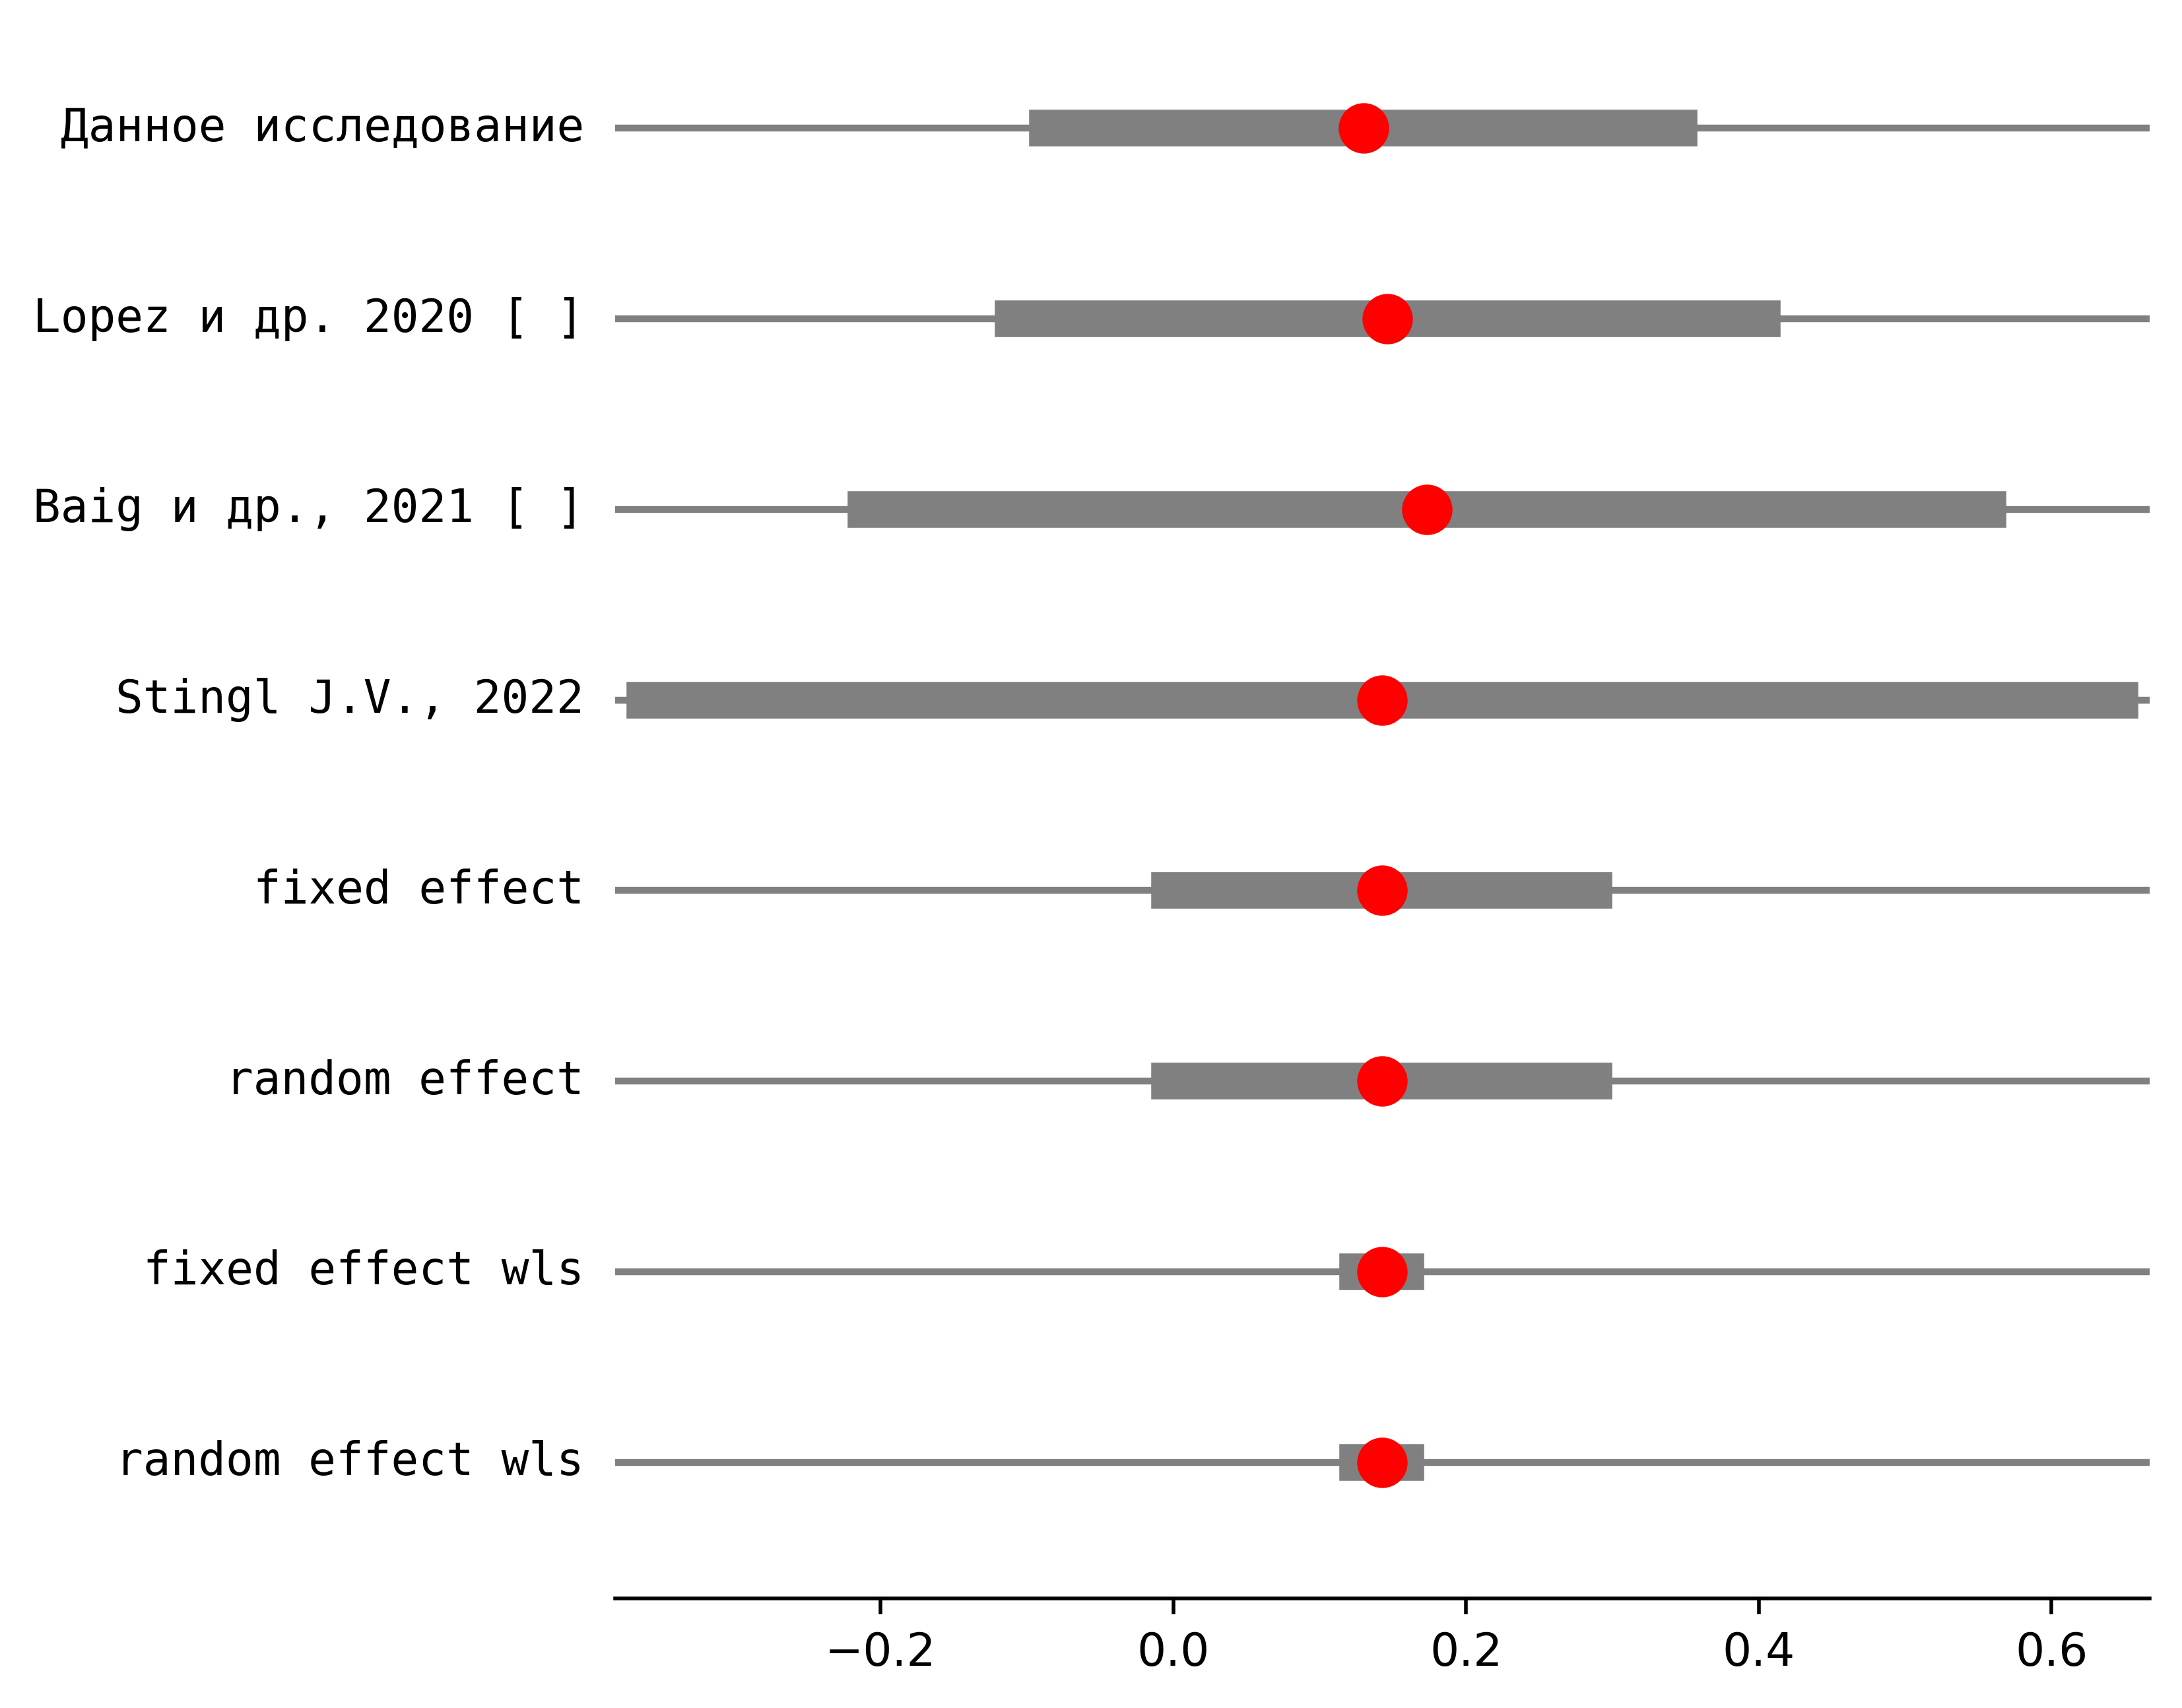 Данное исследование
Lopez и др. 2020 [ ]
Baig и др., 2021 [ ]
Stingl J.V., 2022
fixed effect
random effect
fixed effect wls
random effect wls
−0.2 0.0 0.2 0.4 0.6